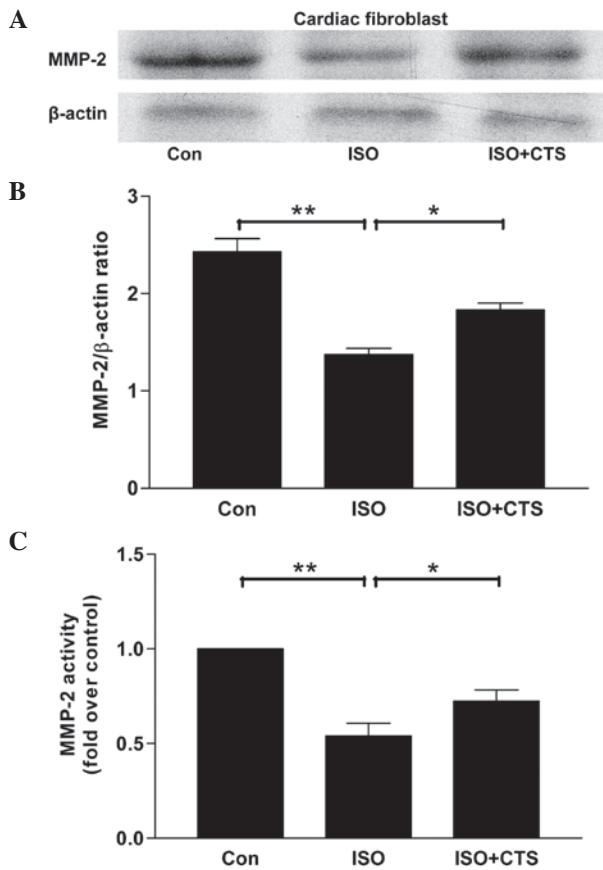 A
Cardiac fibroblast
MMP-2
β-actin
Con ISO ISO+CTS
B
MMP-2/β-actin ratio
3
2
1
0
** *
Con ISO ISO+CTS
C
MMP-2 activity
(fold over control)
1.5
1.0
0.5
0.0
** *
Con ISO ISO+CTS